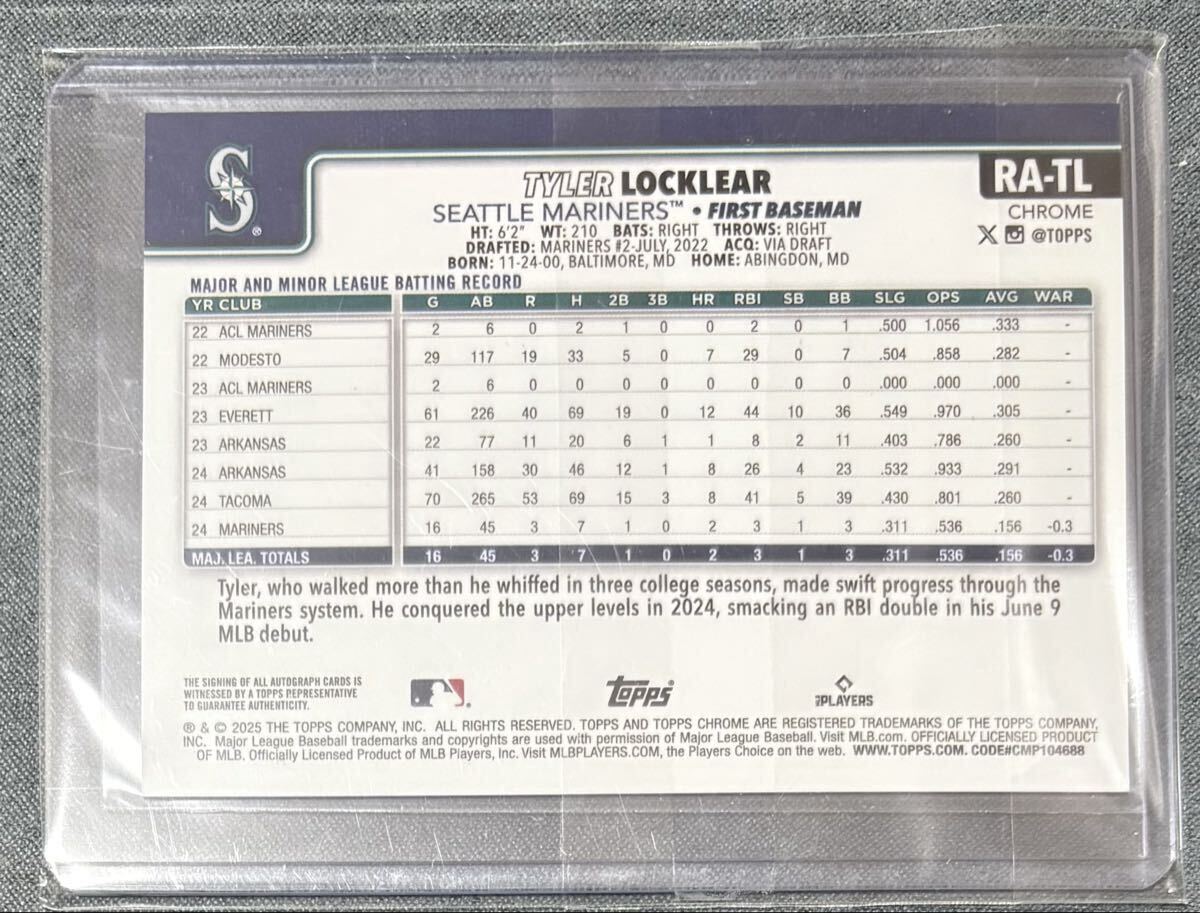 S ®
TYLER LOCKLEAR
SEATTLE MARINERS™ • FIRST BASEMAN
HT: 6'2" WT: 210 BATS: RIGHT THROWS: RIGHT
DRAFTED: MARINERS #2-JULY, 2022 ACQ: VIA DRAFT
BORN: 11-24-00, BALTIMORE, MD HOME: ABINGDON, MD
RA-TL
CHROME
X @TOPPS
MAJOR AND MINOR LEAGUE BATTING RECORD
YR CLUB G AB R H 2B 3B HR RBI SB BB SLG OPS AVG WAR
22 ACL MARINERS 2 6 0 2 1 0 0 2 0 1 .500 1.056 .333 -
22 MODESTO 29 117 19 33 5 0 7 29 0 7 .504 .858 .282 -
23 ACL MARINERS 2 6 0 0 0 0 0 0 0 0 .000 .000 .000 -
23 EVERETT 61 226 40 69 19 0 12 44 10 36 .549 .970 .305 -
23 ARKANSAS 22 77 11 20 6 1 1 8 2 11 .403 .786 .260 -
24 ARKANSAS 41 158 30 46 12 1 8 26 4 23 .532 .933 .291 -
24 TACOMA 70 265 53 69 15 3 8 41 5 39 .430 .801 .260 -
24 MARINERS 16 45 3 7 1 0 2 3 1 3 .311 .536 .156 -0.3
MAJ. LEA. TOTALS 16 45 3 7 1 0 2 3 1 3 .311 .536 .156 -0.3
Tyler, who walked more than he whiffed in three college seasons, made swift progress through the
Mariners system. He conquered the upper levels in 2024, smacking an RBI double in his June 9
MLB debut.
THE SIGNING OF ALL AUTOGRAPH CARDS IS
WITNESSED BY A TOPPS REPRESENTATIVE
TO GUARANTEE AUTHENTICITY.
topps
PLAYERS
® & © 2025 THE TOPPS COMPANY, INC. ALL RIGHTS RESERVED. TOPPS AND TOPPS CHROME ARE REGISTERED TRADEMARKS OF THE TOPPS COMPANY,
INC. Major League Baseball trademarks and copyrights are used with permission of Major League Baseball. Visit MLB.com. OFFICIALLY LICENSED PRODUCT
OF MLB. Officially Licensed Product of MLB Players, Inc. Visit MLBPLAYERS.COM, the Players Choice on the web. WWW.TOPPS.COM. CODE#CMP104688